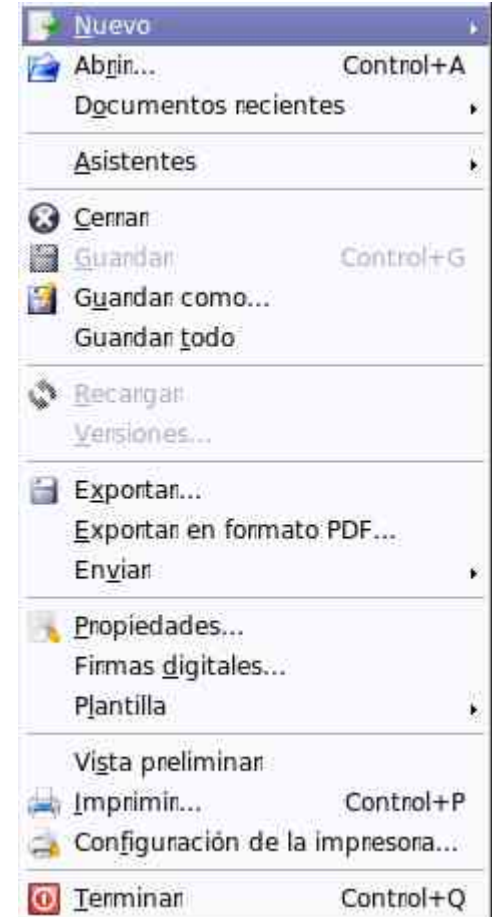 Nuevo
Abrir... Control+A
Documentos recientes
Asistentes
Cerrar
Guardar Control+G
Guardar como...
Guardar todo
Recargar
Versiones...
Exportar...
Exportar en formato PDF...
Enviar
Propiedades...
Firmas digitales...
Plantilla
Vista preliminar
Imprimir... Control+P
Configuración de la impresora...
Terminar Control+Q